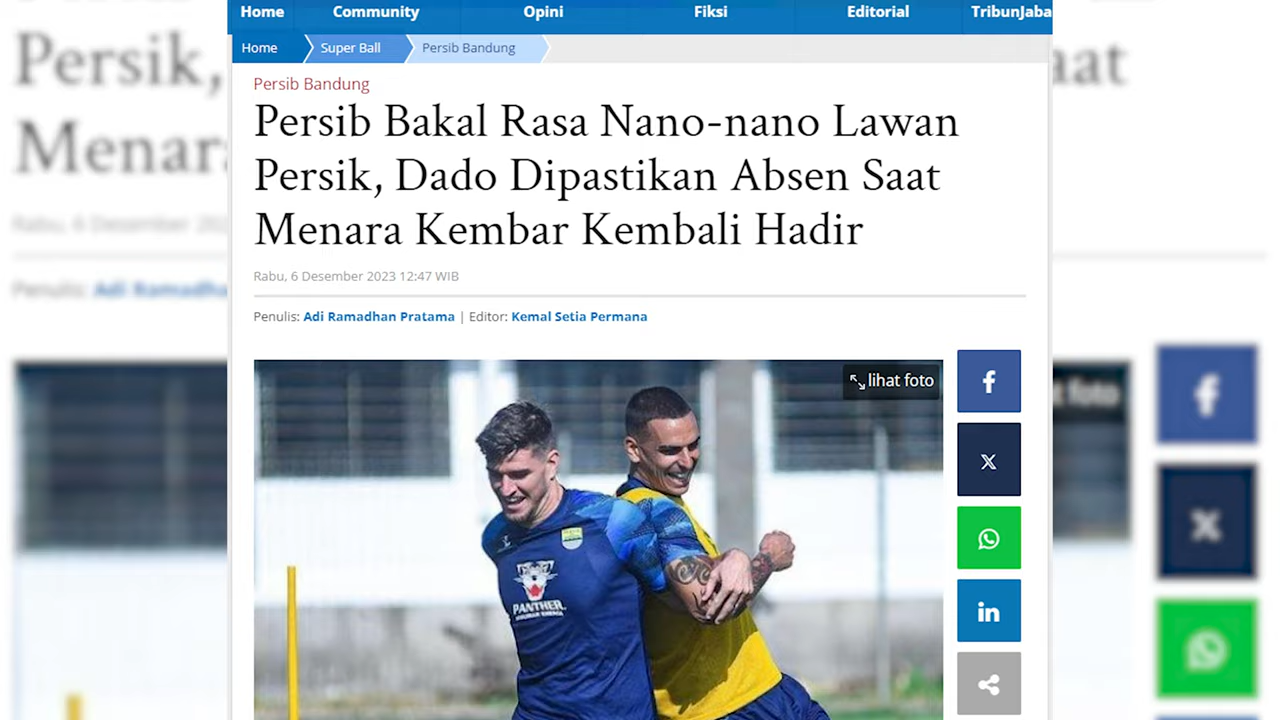 Home Community Opini Fiksi Editorial TribunJaba
Home Super Ball Persib Bandung
Persib Bandung
Persib Bakal Rasa Nano-nano Lawan
Persik, Dado Dipastikan Absen Saat
Menara Kembar Kembali Hadir
Rabu, 6 Desember 2023 12:47 WIB
Penulis: Adi Ramadhan Pratama | Editor: Kemal Setia Permana
lihat foto
PANTHER